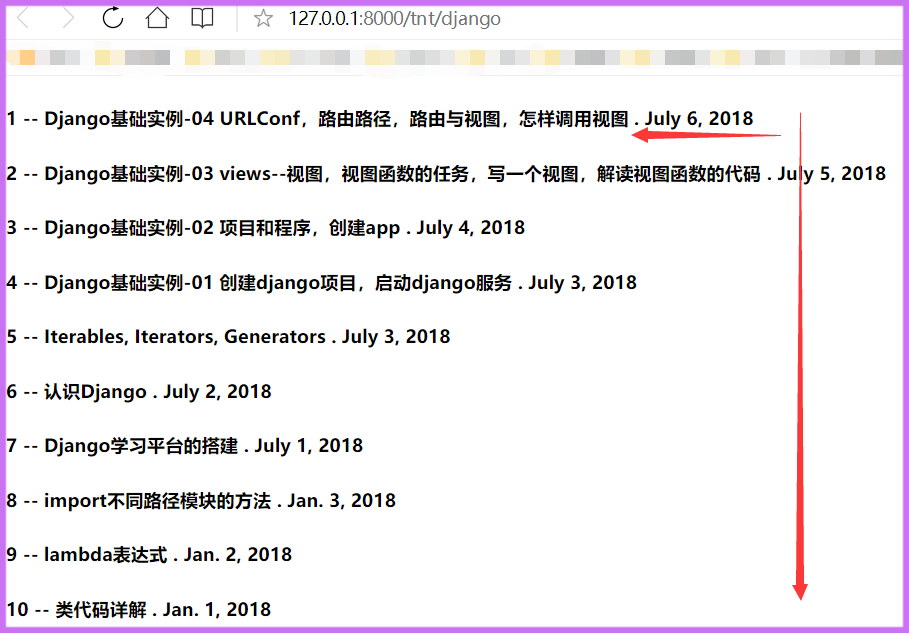 127.0.0.1:8000/tnt/django
1 -- Django基础实例-04 URLConf，路由路径，路由与视图，怎样调用视图 . July 6, 2018
2 -- Django基础实例-03 views--视图，视图函数的任务，写一个视图，解读视图函数的代码 . July 5, 2018
3 -- Django基础实例-02 项目和程序，创建app . July 4, 2018
4 -- Django基础实例-01 创建django项目，启动django服务 . July 3, 2018
5 -- Iterables, Iterators, Generators . July 3, 2018
6 -- 认识Django . July 2, 2018
7 -- Django学习平台的搭建 . July 1, 2018
8 -- import不同路径模块的方法 . Jan. 3, 2018
9 -- lambda表达式 . Jan. 2, 2018
10 -- 类代码详解 . Jan. 1, 2018